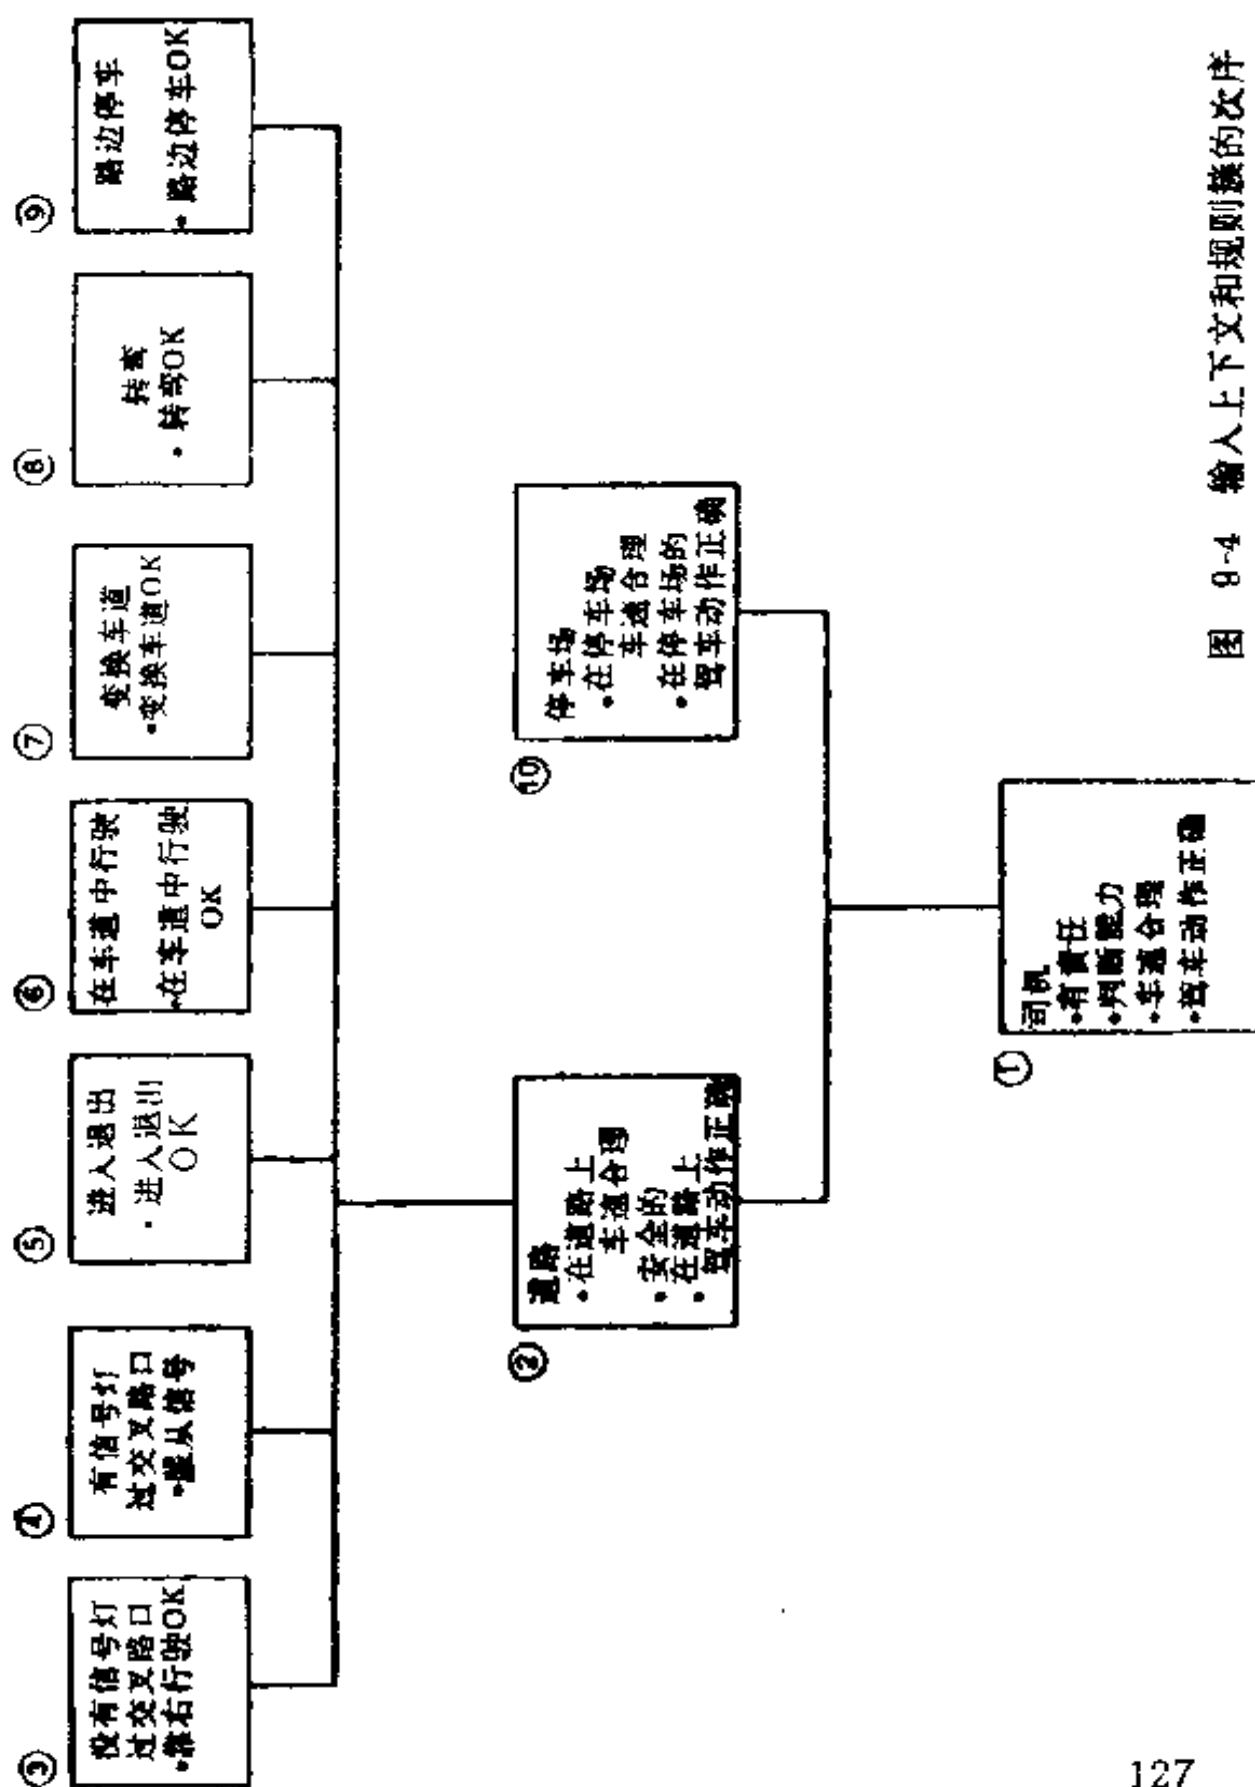 ③
没有信号灯
过交叉路口
•靠右行驶OK
④
有信号灯
过交叉路口
•服从信号
⑤
进入退出
•进入退出
OK
⑥
在车道中行驶
•在车道中行驶
OK
⑦
变换车道
•变换车道OK
⑧
转弯
•转弯OK
⑨
路边停车
•路边停车OK
②
道路
•在道路上
车速合理
•安全的
•在道路上
驾车动作正确
⑩
停车场
•在停车场
车速合理
•在停车场的
驾车动作正确
①
司机
•有责任
•判断能力
•车速合理
•驾车动作正确
图 9-4 输入上下文和规则簇的次序
127